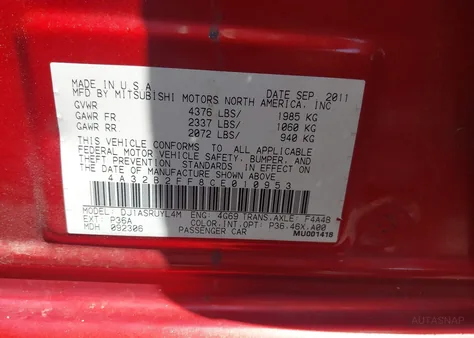 MADE IN U.S.A DATE SEP 2011
MFD BY MITSUBISHI MOTORS NORTH AMERICA, INC
GVWR 4376 LBS/ 1985 KG
GAWR FR 2337 LBS/ 1060 KG
GAWR RR 2072 LBS/ 940 KG
THIS VEHICLE CONFORMS TO ALL APPLICABLE
FEDERAL MOTOR VEHICLE SAFETY, BUMPER, AND
THEFT PREVENTION STANDARDS IN EFFECT ON
THE DATE OF MANUFACTURE SHOWN ABOVE.
4A32B2FF8CE010953
MODEL: DJ1ASRUYL4M ENG: 4G69 TRANS.AXLE: F4A4B
EXT: P36A COLOR.INT.OPT: P36.46X.A00
MDH: 092306 PASSENGER CAR MU001418
AUTASNAP